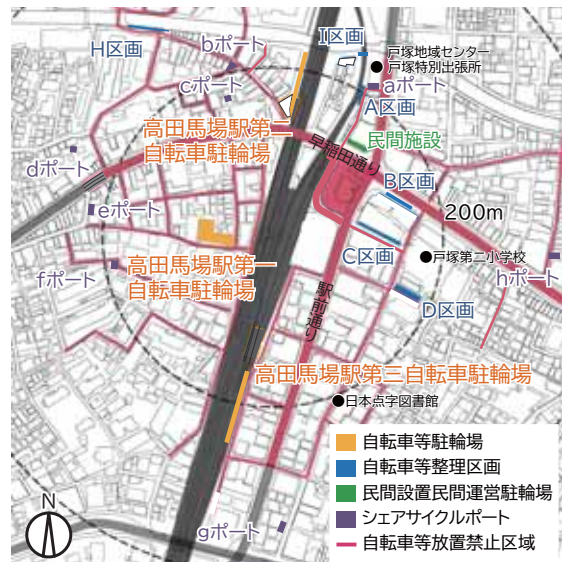 H区画
bポート
I区画
戸塚地域センター
戸塚特別出張所
cポート
aポート
A区画
高田馬場駅第二
自転車駐輪場
民間施設
早稲田通り
dポート
B区画
eポート
200m
C区画
戸塚第二小学校
hポート
fポート
高田馬場駅第一
自転車駐輪場
駅前通り
D区画
高田馬場駅第三自転車駐輪場
日本点字図書館
自転車等駐輪場
自転車等整理区画
民間設置民間運営駐輪場
シェアサイクルポート
自転車等放置禁止区域
N
gポート